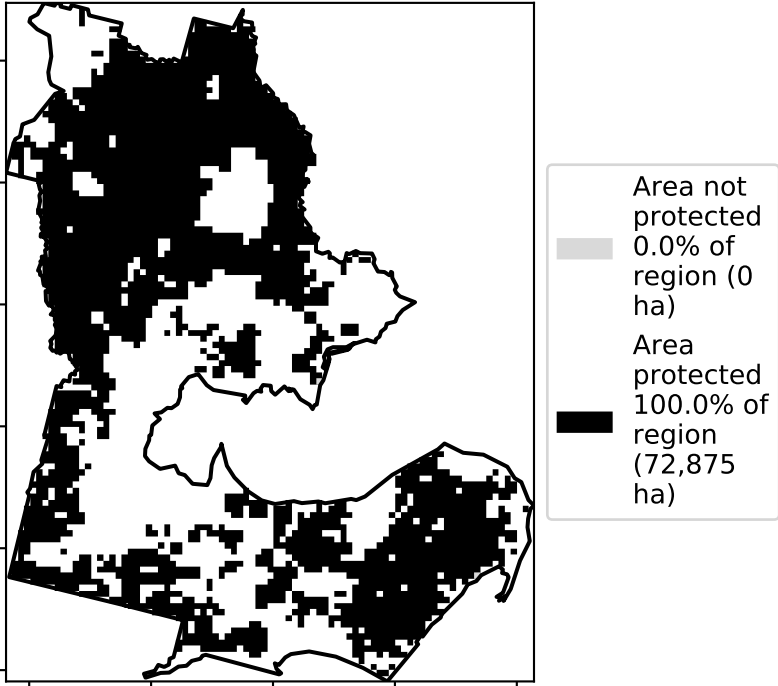 Area not
protected
0.0% of
region (0
ha)
Area
protected
100.0% of
region
(72,875
ha)